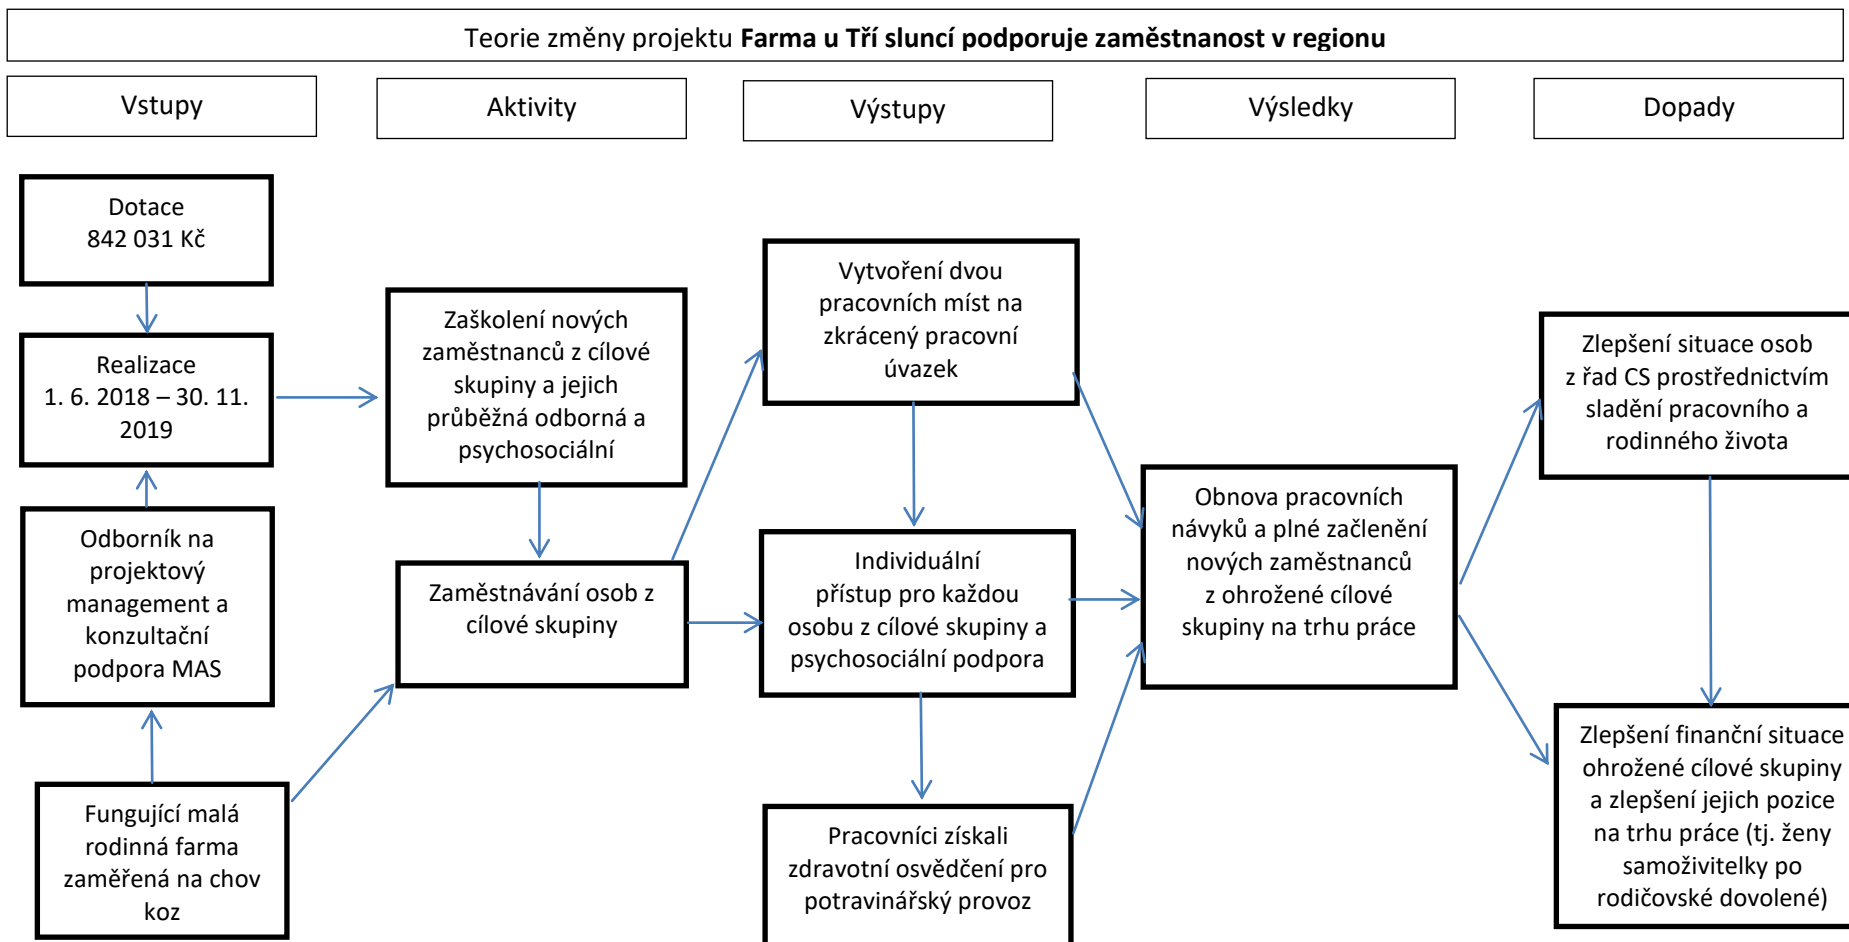 Teorie změny projektu Farma u Tří sluncí podporuje zaměstnanost v regionu
Vstupy
Aktivity
Výstupy
Výsledky
Dopady
Dotace
842 031 Kč
Realizace
1. 6. 2018 – 30. 11.
2019
Odborník na
projektový
management a
konzultační
podpora MAS
Fungující malá
rodinná farma
zaměřená na chov
koz
Zaškolení nových
zaměstnanců z cílové
skupiny a jejich
průběžná odborná a
psychosociální
Zaměstnávání osob z
cílové skupiny
Vytvoření dvou
pracovních míst na
zkrácený pracovní
úvazek
Individuální
přístup pro každou
osobu z cílové skupiny a
psychosociální podpora
Pracovníci získali
zdravotní osvědčení pro
potravinářský provoz
Obnova pracovních
návyků a plné začlenění
nových zaměstnanců
z ohrožené cílové
skupiny na trhu práce
Zlepšení situace osob
z řad CS prostřednictvím
sladění pracovního a
rodinného života
Zlepšení finanční situace
ohrožené cílové skupiny
a zlepšení jejich pozice
na trhu práce (tj. ženy
samoživitelky po
rodičovské dovolené)